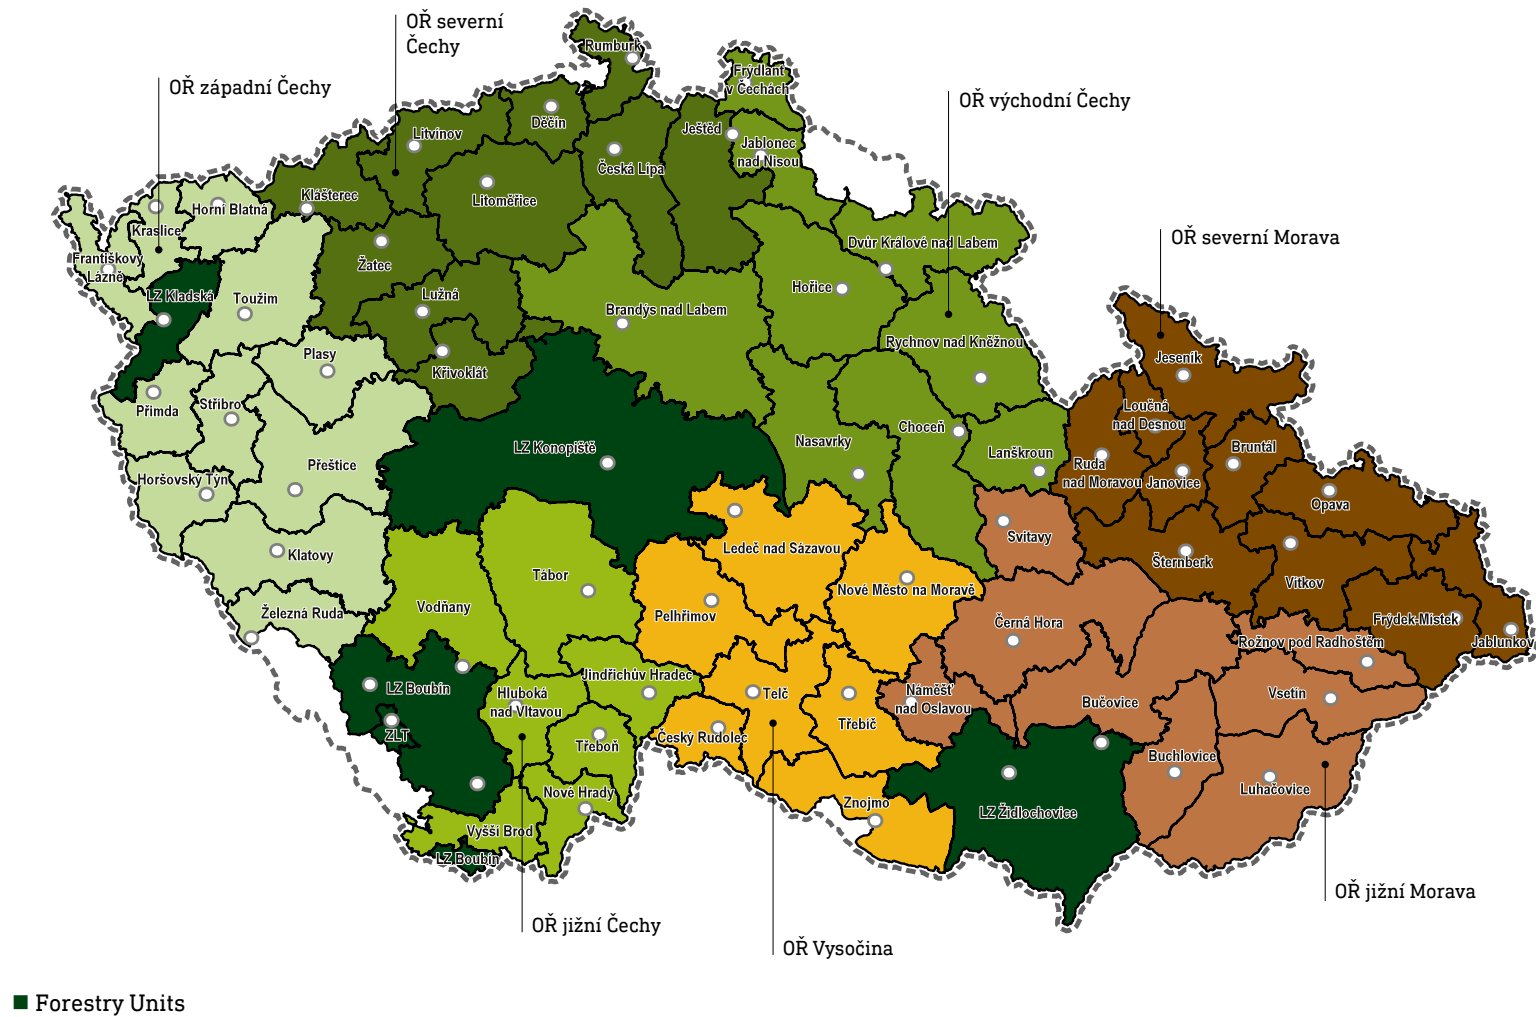 OŘ severní
Čechy
OŘ západní Čechy
OŘ východní Čechy
OŘ severní Morava
Rumburk
Frýdlant
v Čechách
Děčín
Litvínov
Ještěd
Jablonec
nad Nisou
Česká Lípa
Klášterec
Litoměřice
Horní Blatná
Kraslice
Františkovy
Lázně
LZ Kladská
Toužim
Žatec
Lužná
Dvůr Králové nad Labem
Hořice
Brandýs nad Labem
Rychnov nad Kněžnou
Plasy
Křivoklát
Jeseník
Přimda
Stříbro
Loučná
nad Desnou
Choceň
Nasavrky
Lanškroun
LZ Konopiště
Bruntál
Přeštice
Ruda
nad Moravou
Janovice
Horšovský Týn
Opava
Svitavy
Klatovy
Ledeč nad Sázavou
Šternberk
Tábor
Nové Město na Moravě
Vítkov
Vodňany
Železná Ruda
Pelhřimov
Černá Hora
Frýdek-Místek
Jablunkov
Rožnov pod Radhoštěm
Jindřichův Hradec
LZ Boubín
Hluboká
nad Vltavou
Telč
Náměšť
nad Oslavou
Vsetín
Bučovice
Třebíč
ZLT
Třeboň
Český Rudolec
Buchlovice
Luhačovice
Nové Hrady
Znojmo
LZ Židlochovice
Vyšší Brod
LZ Boubín
OŘ jižní Morava
OŘ jižní Čechy
OŘ Vysočina
Forestry Units